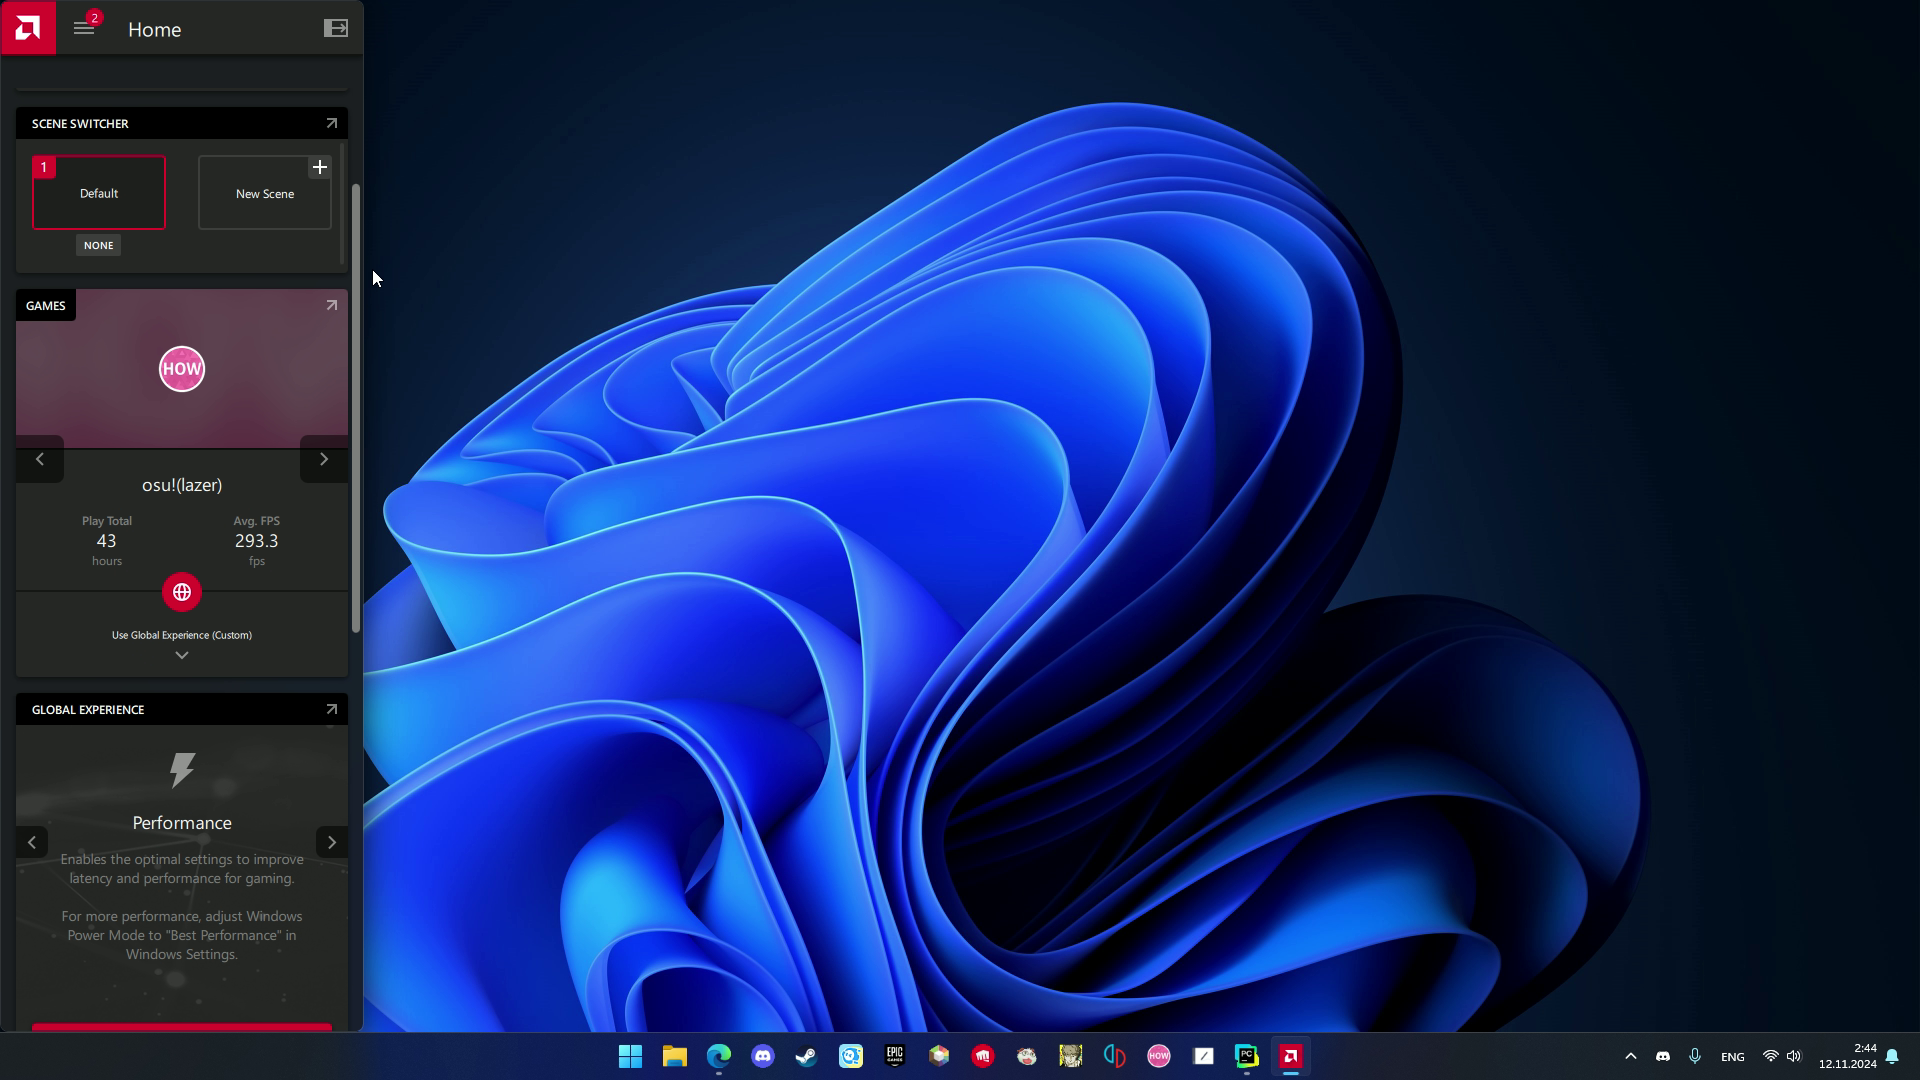 2
Home
SCENE SWITCHER
1
Default
New Scene
NONE
GAMES
HOW
osu!(lazer)
Play Total
Avg. FPS
43
293.3
hours
fps
Use Global Experience (Custom)
GLOBAL EXPERIENCE
Performance
Enables the optimal settings to improve
latency and performance for gaming.
For more performance, adjust Windows
Power Mode to "Best Performance" in
Windows Settings.
EPIC
GAMES
HOW
PC
ENG
2:44
12.11.2024